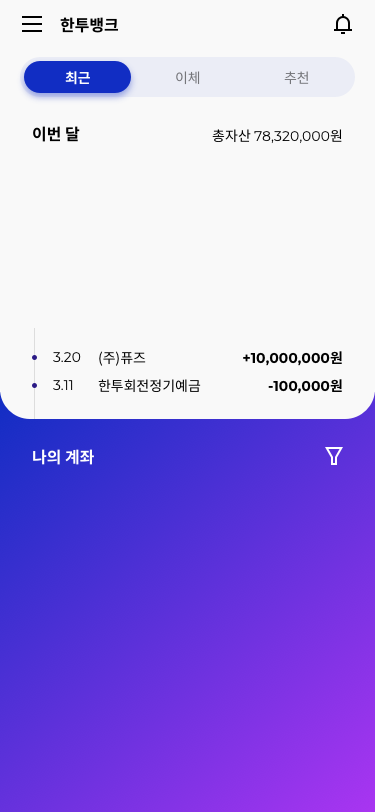 한투뱅크
최근 이체 추천
이번 달 총자산 78,320,000원
3.20 (주)퓨즈 +10,000,000원
3.11 한투회전정기예금 -100,000원
나의 계좌